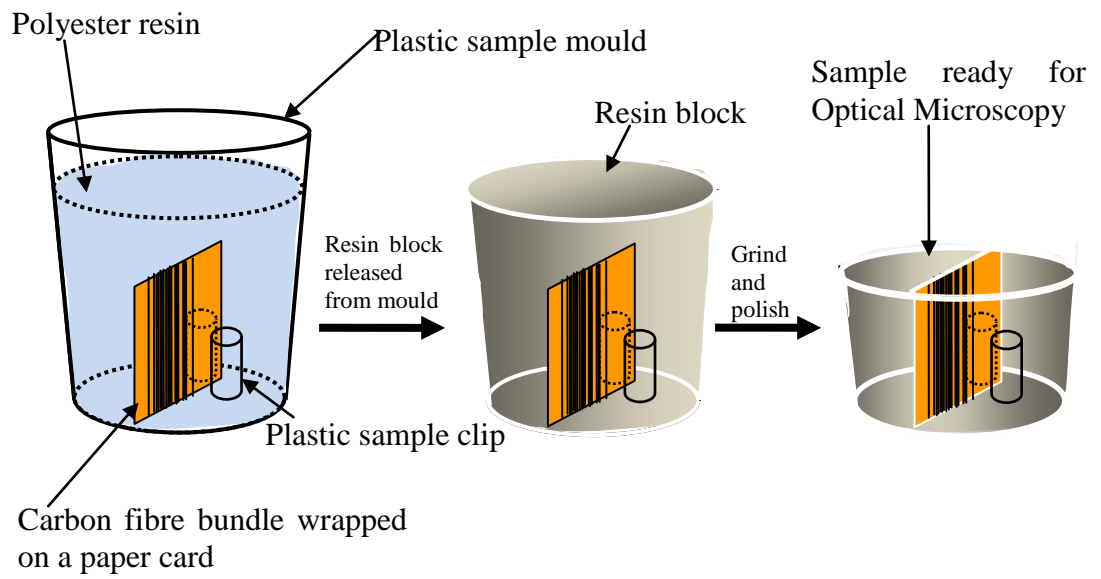 Polyester resin
Plastic sample mould
Sample ready for
Optical Microscopy
Resin block
Resin block
released
from mould
Grind
and
polish
Plastic sample clip
Carbon fibre bundle wrapped
on a paper card